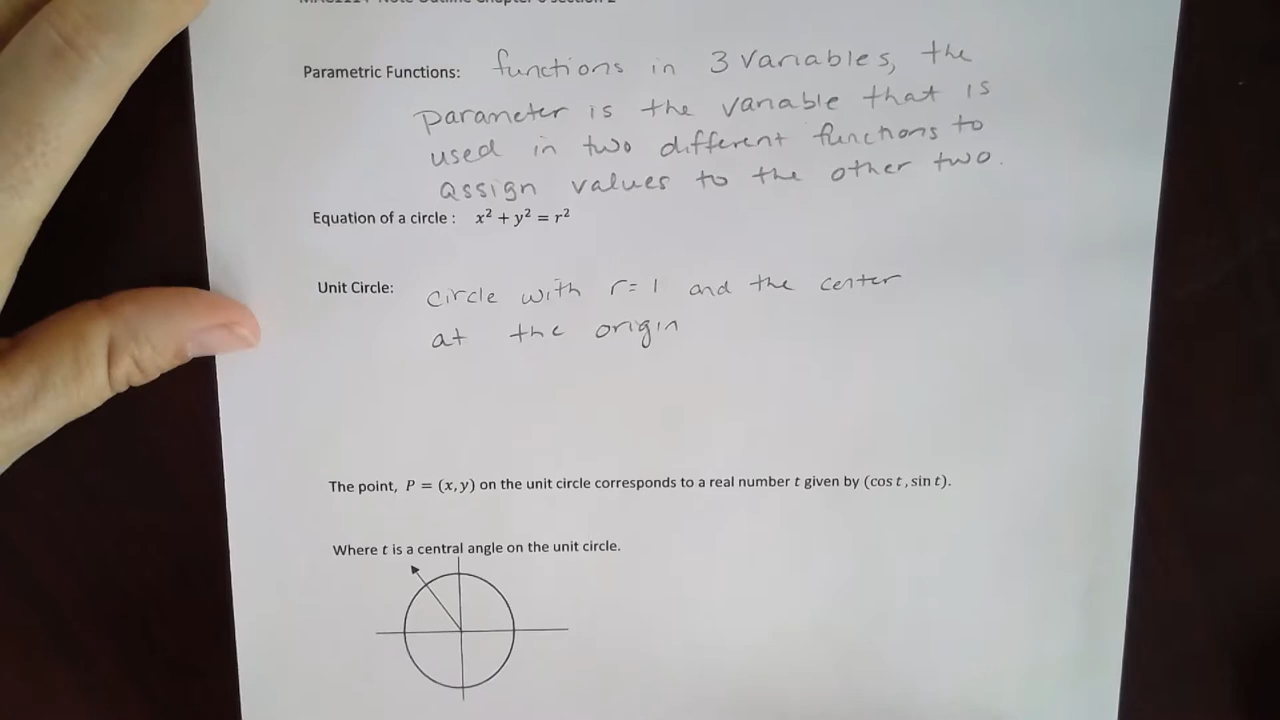 Parametric Functions: functions in 3 variables, the
parameter is the variable that is
used in two different functions to
assign values to the other two.
Equation of a circle : x² + y² = r²
Unit Circle: circle with r = 1 and the center
at the origin
The point, P = (x, y) on the unit circle corresponds to a real number t given by (cos t , sin t).
Where t is a central angle on the unit circle.